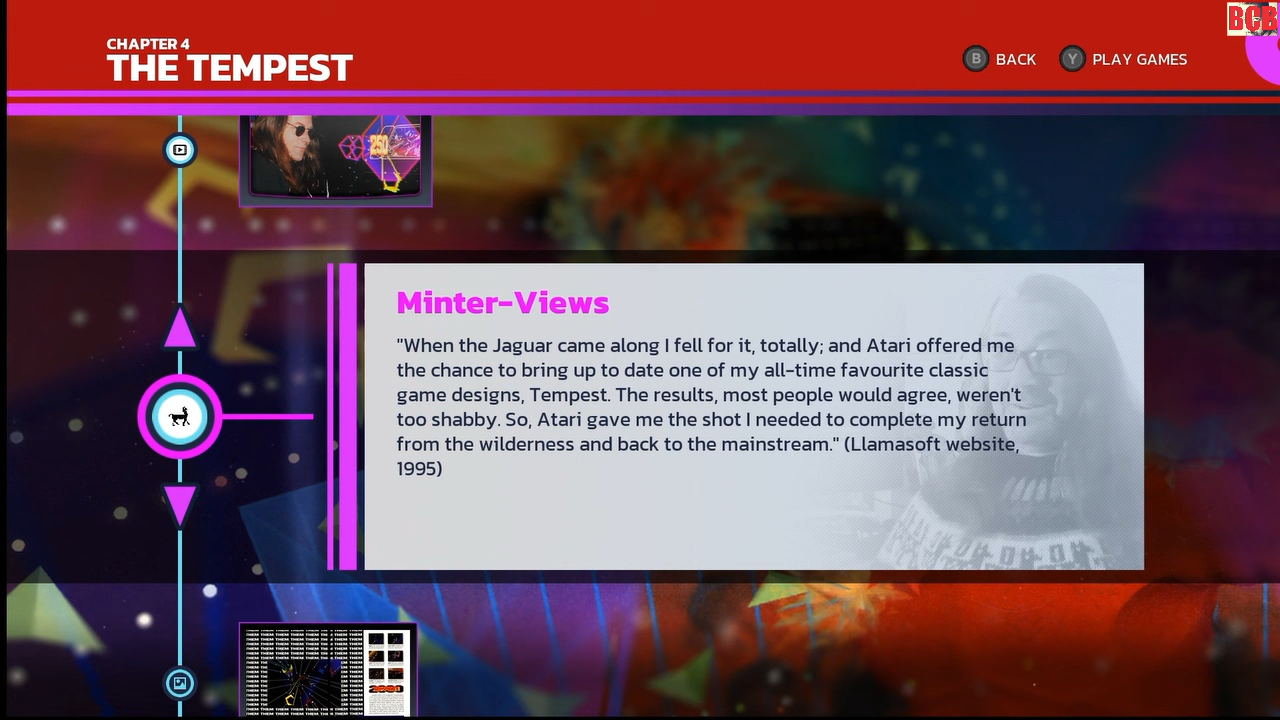 BCB
CHAPTER 4
THE TEMPEST
B BACK
Y PLAY GAMES
250
Minter-Views
"When the Jaguar came along I fell for it, totally; and Atari offered me
the chance to bring up to date one of my all-time favourite classic
game designs, Tempest. The results, most people would agree, weren't
too shabby. So, Atari gave me the shot I needed to complete my return
from the wilderness and back to the mainstream." (Llamasoft website,
1995)